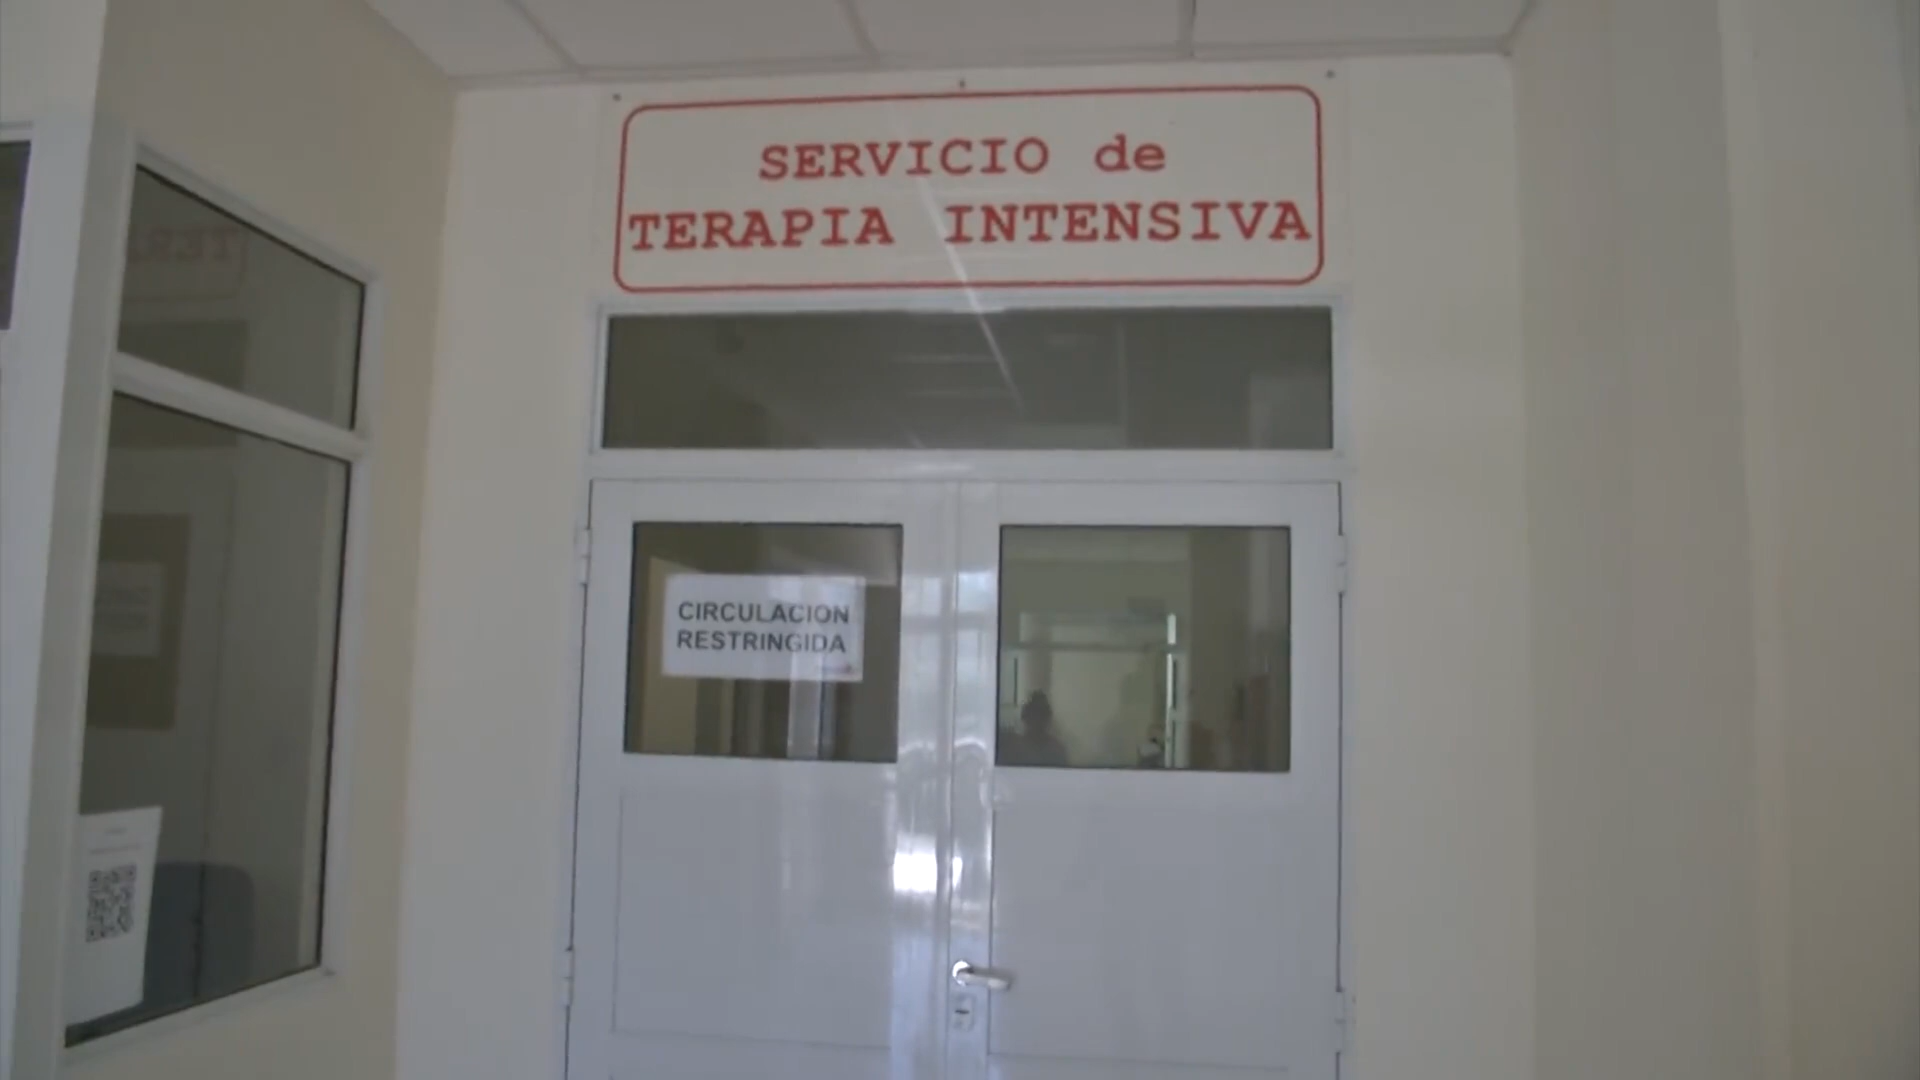 SERVICIO de
TERAPIA INTENSIVA
CIRCULACION
RESTRINGIDA